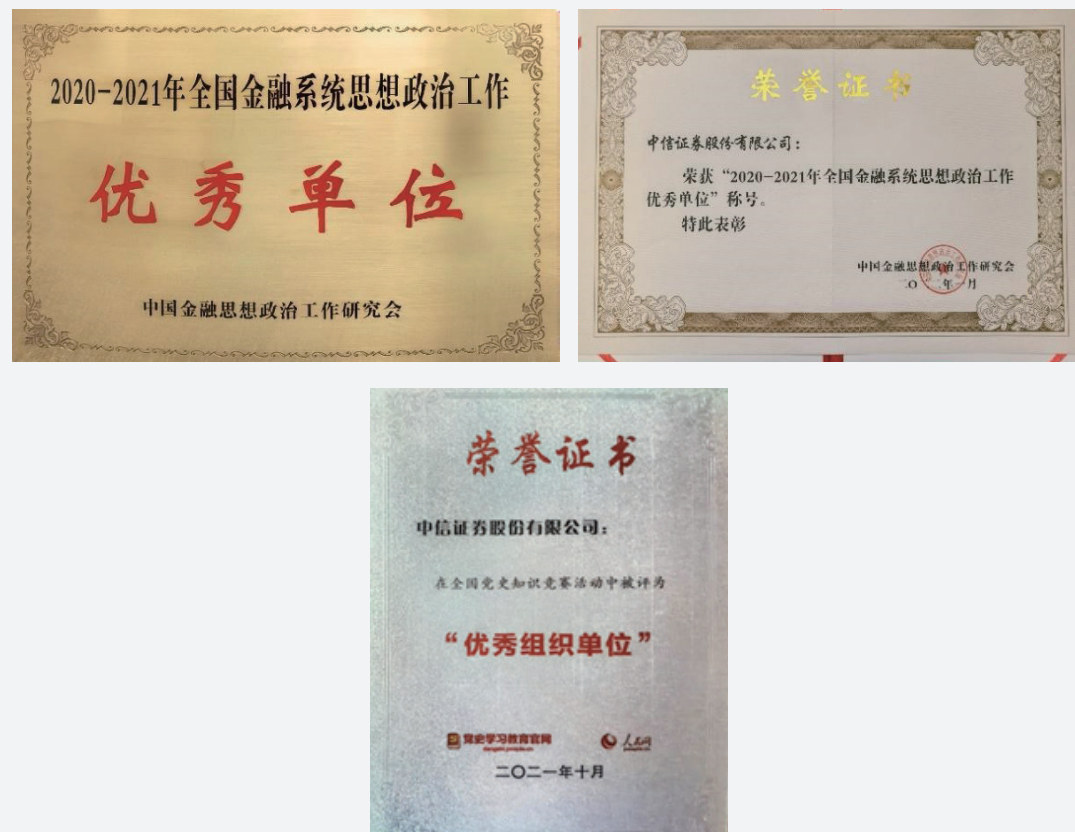 2020-2021年全国金融系统思想政治工作
优秀单位
中国金融思想政治工作研究会
荣誉证书
中信证券股份有限公司：
荣获“2020-2021年全国金融系统思想政治工作
优秀单位”称号。
特此表彰
中国金融思想政治工作研究会
荣誉证书
中信证券股份有限公司：
在全国党史知识竞赛活动中被评为
“优秀组织单位”
党史学习教育官网
人民网
二〇二一年十月